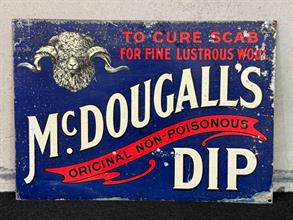 TO CURE SCAB
FOR FINE LUSTROUS WOOL
McDOUGALL'S
ORIGINAL NON-POISONOUS
DIP